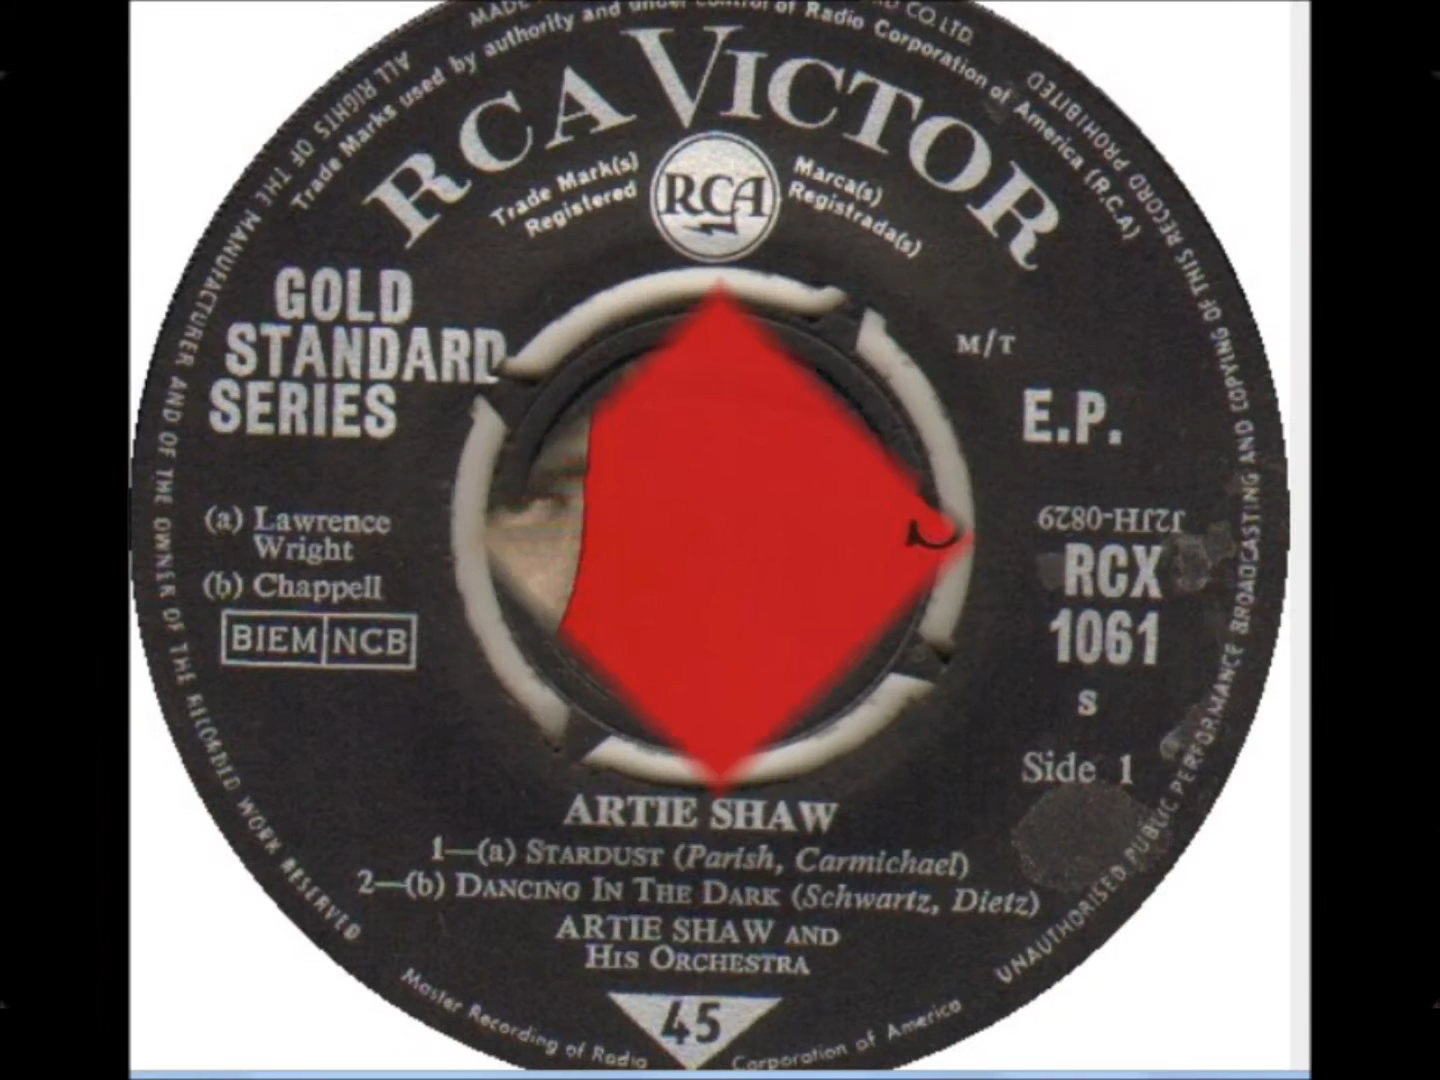 ALL RIGHTS OF THE MANUFACTURER AND OF THE OWNER OF THE RECORDED WORK RESERVED
MADE
CO. LTD.
Trade Marks used by authority and under control of Radio Corporation of America (R.C.A)
UNAUTHORISED PUBLIC PERFORMANCE BROADCASTING AND COPYING OF THIS RECORD PROHIBITED
RCA VICTOR
Trade Mark(s)
Registered
RCA
Marca(s)
Registrada(s)
GOLD
STANDARD
SERIES
M/T
E.P.
(a) Lawrence
Wright
(b) Chappell
BIEM NCB
J2JH-0829
RCX
1061
S
Side 1
ARTIE SHAW
1—(a) STARDUST (Parish, Carmichael)
2—(b) DANCING IN THE DARK (Schwartz, Dietz)
ARTIE SHAW AND
HIS ORCHESTRA
45
Master Recording of Radio Corporation of America